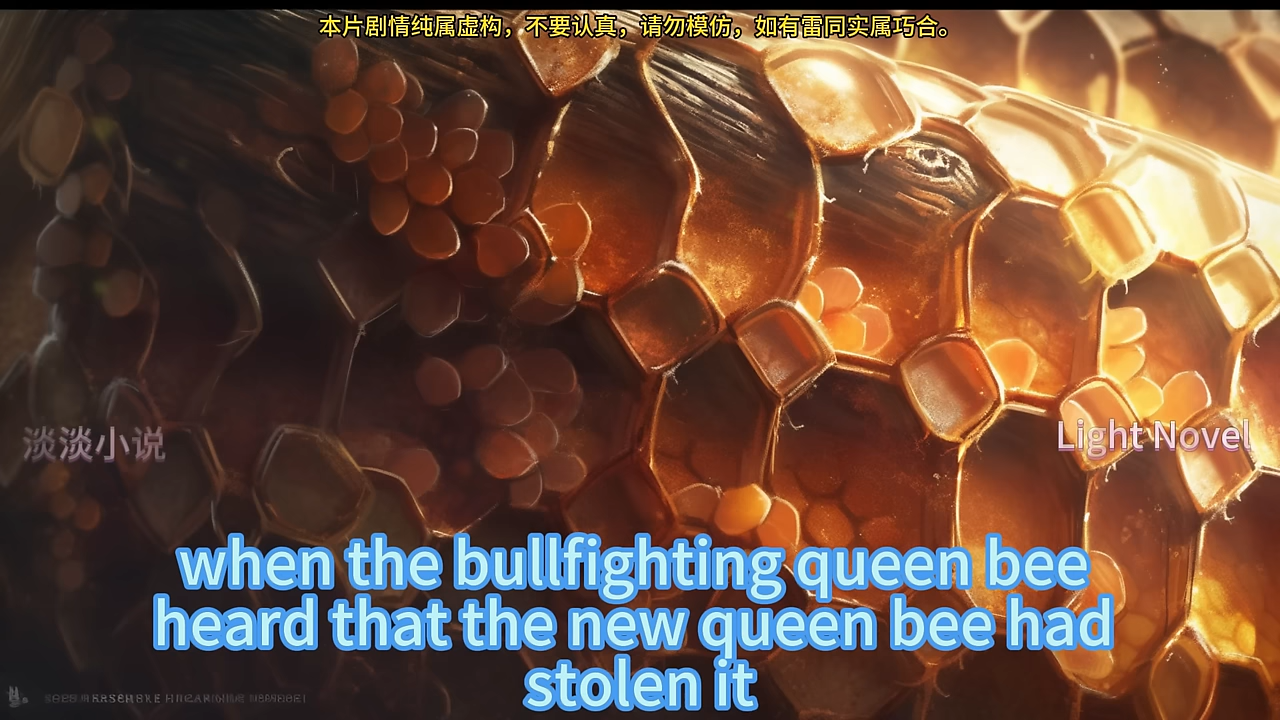 本片剧情纯属虚构，不要认真，请勿模仿，如有雷同实属巧合。
淡淡小说
Light Novel
when the bullfighting queen bee
heard that the new queen bee had
stolen it